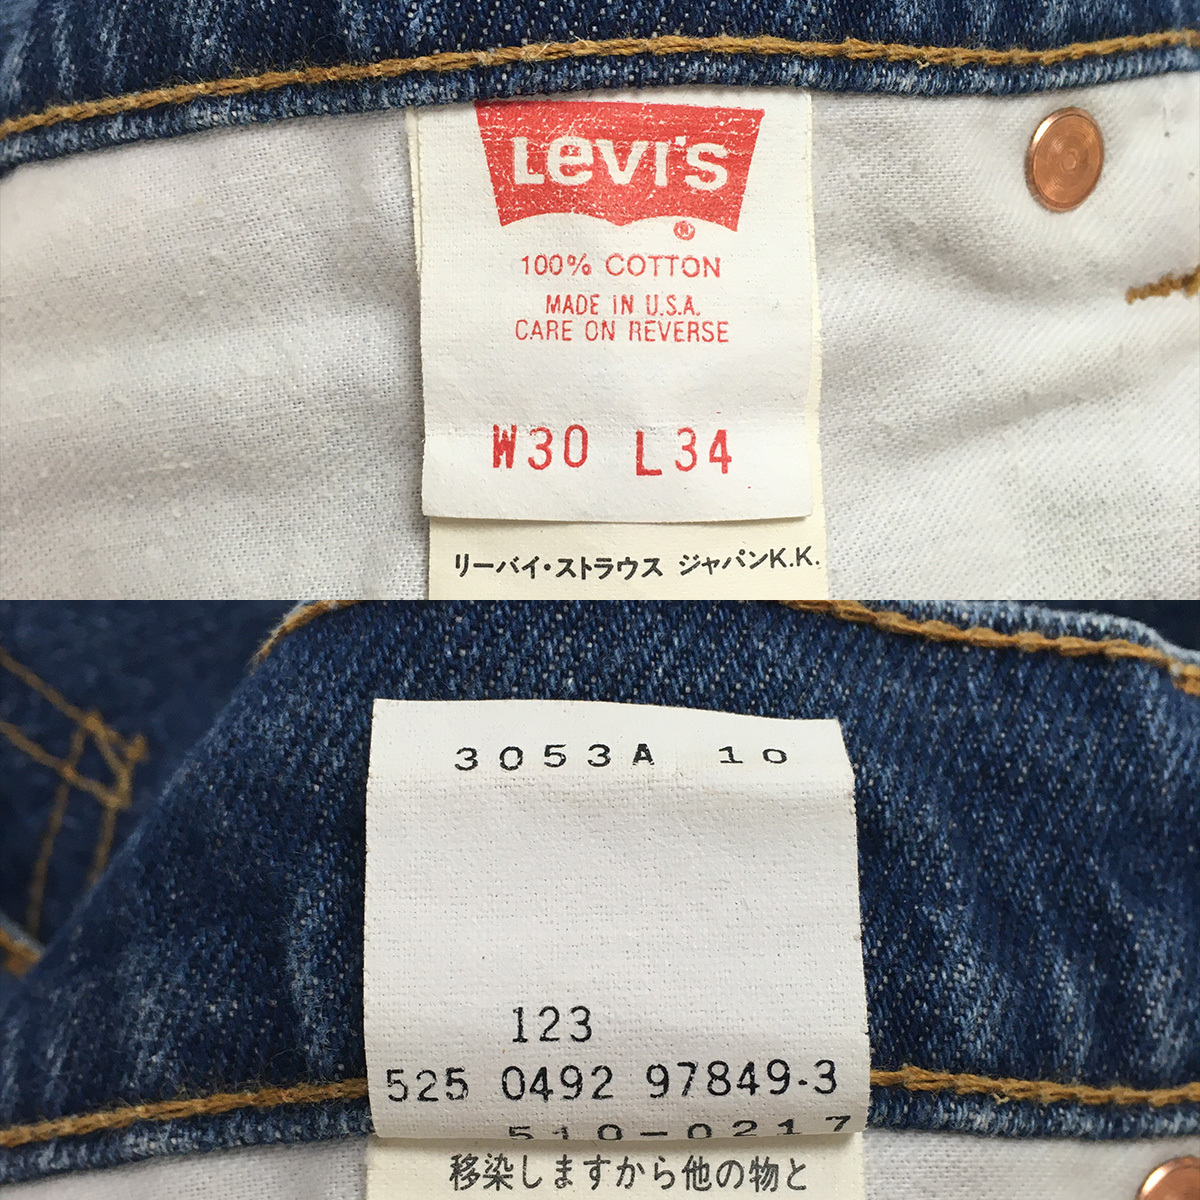 Levi's
®
100% COTTON
MADE IN U.S.A.
CARE ON REVERSE
W30 L34
リーバイ・ストラウス ジャパンK.K.
3053A 10
123
525 0492 97849-3
510-0217
移染しますから他の物と